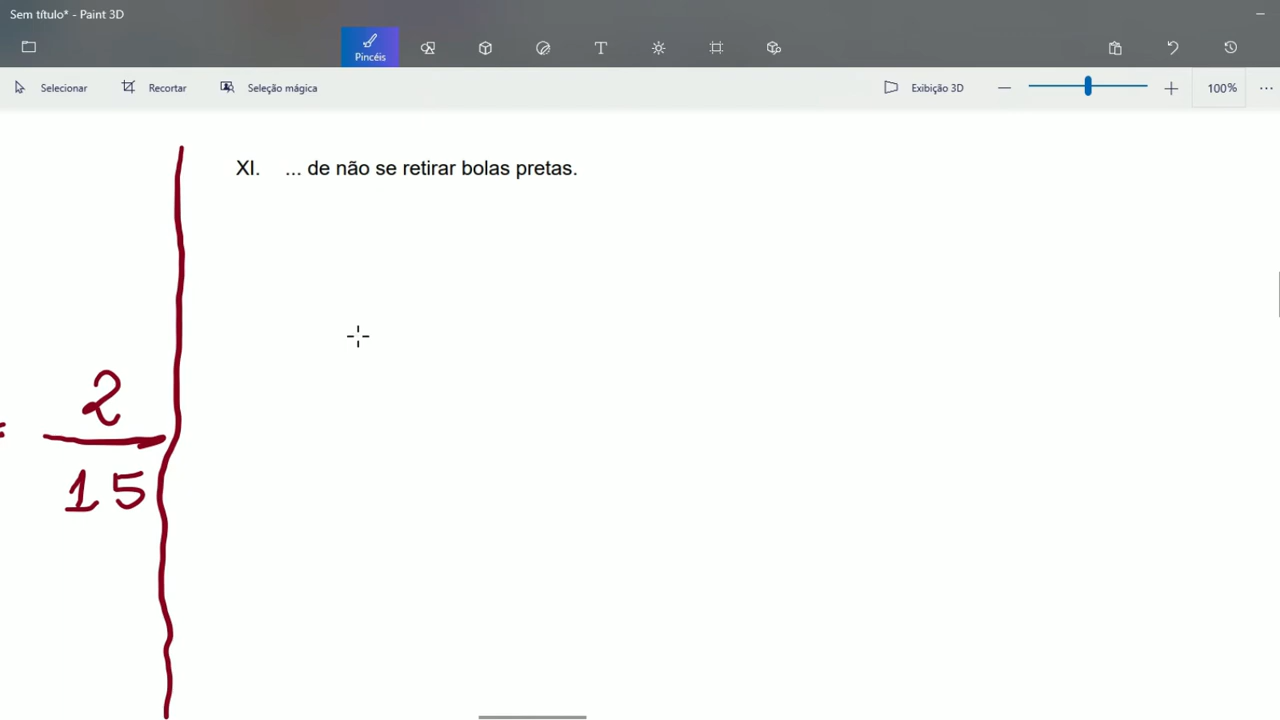 Sem título* - Paint 3D
Pincéis
Selecionar
Recortar
Seleção mágica
Exibição 3D
100%
XI. ... de não se retirar bolas pretas.
= 2
15